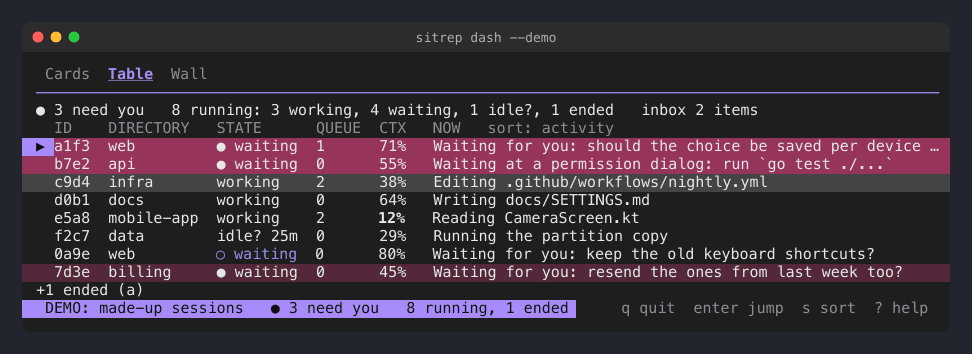 sitrep dash --demo
Cards Table Wall
● 3 need you 8 running: 3 working, 4 waiting, 1 idle?, 1 ended inbox 2 items
ID DIRECTORY STATE QUEUE CTX NOW sort: activity
▶ a1f3 web ● waiting 1 71% Waiting for you: should the choice be saved per device …
b7e2 api ● waiting 0 55% Waiting at a permission dialog: run `go test ./...`
c9d4 infra working 2 38% Editing .github/workflows/nightly.yml
d0b1 docs working 0 64% Writing docs/SETTINGS.md
e5a8 mobile-app working 2 12% Reading CameraScreen.kt
f2c7 data idle? 25m 0 29% Running the partition copy
0a9e web ○ waiting 0 80% Waiting for you: keep the old keyboard shortcuts?
7d3e billing ● waiting 0 45% Waiting for you: resend the ones from last week too?
+1 ended (a)
DEMO: made-up sessions ● 3 need you 8 running, 1 ended q quit enter jump s sort ? help